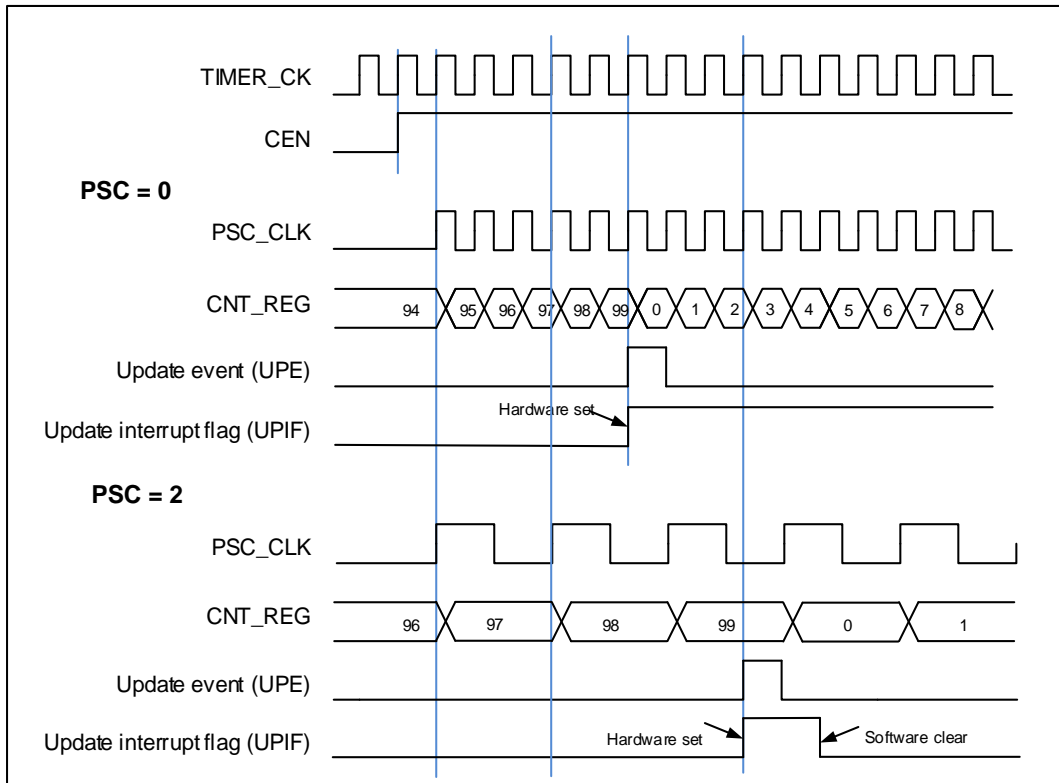 TIMER_CK
CEN
PSC = 0
PSC_CLK
CNT_REG 94 95 96 97 98 99 0 1 2 3 4 5 6 7 8
Update event (UPE)
Hardware set
Update interrupt flag (UPIF)
PSC = 2
PSC_CLK
CNT_REG 96 97 98 99 0 1
Update event (UPE)
Update interrupt flag (UPIF) Hardware set Software clear